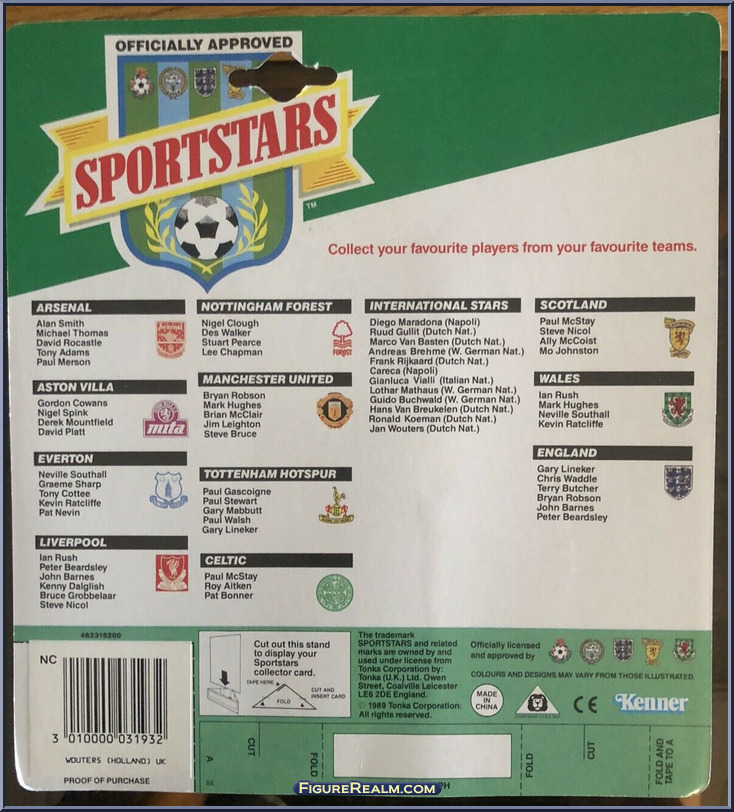 OFFICIALLY APPROVED
SPORTSTARS
TM
Collect your favourite players from your favourite teams.
ARSENAL
Alan Smith
Michael Thomas
David Rocastle
Tony Adams
Paul Merson
ASTON VILLA
Gordon Cowans
Nigel Spink
Derek Mountfield
David Platt
mita
EVERTON
Neville Southall
Graeme Sharp
Tony Cottee
Kevin Ratcliffe
Pat Nevin
LIVERPOOL
Ian Rush
Peter Beardsley
John Barnes
Kenny Dalglish
Bruce Grobbelaar
Steve Nicol
NOTTINGHAM FOREST
Nigel Clough
Des Walker
Stuart Pearce
Lee Chapman
FOREST
MANCHESTER UNITED
Bryan Robson
Mark Hughes
Brian McClair
Jim Leighton
Steve Bruce
TOTTENHAM HOTSPUR
Paul Gascoigne
Paul Stewart
Gary Mabbutt
Paul Walsh
Gary Lineker
CELTIC
Paul McStay
Roy Aitken
Pat Bonner
INTERNATIONAL STARS
Diego Maradona (Napoli)
Ruud Gullit (Dutch Nat.)
Marco Van Basten (Dutch Nat.)
Andreas Brehme (W. German Nat.)
Frank Rijkaard (Dutch Nat.)
Careca (Napoli)
Gianluca Vialli (Italian Nat.)
Lothar Mathaus (W. German Nat.)
Guido Buchwald (W. German Nat.)
Hans Van Breukelen (Dutch Nat.)
Ronald Koeman (Dutch Nat.)
Jan Wouters (Dutch Nat.)
SCOTLAND
Paul McStay
Steve Nicol
Ally McCoist
Mo Johnston
WALES
Ian Rush
Mark Hughes
Neville Southall
Kevin Ratcliffe
ENGLAND
Gary Lineker
Chris Waddle
Terry Butcher
Bryan Robson
John Barnes
Peter Beardsley
462315200
NC
3 010000 031932
WOUTERS (HOLLAND) UK
PROOF OF PURCHASE
Cut out this stand
to display your
Sportstars
collector card.
TAPE HERE
CUT AND
INSERT CARD
FOLD
The trademark
SPORTSTARS and related
marks are owned by and
used under license from
Tonka Corporation by:
Tonka (U.K.) Ltd. Owen
Street, Coalville Leicester
LE6 2DE England.
© 1989 Tonka Corporation:
All rights reserved.
Officially licensed
and approved by
COLOURS AND DESIGNS MAY VARY FROM THOSE ILLUSTRATED.
MADE
IN
CHINA
CE
Kenner
A
CUT
FOLD
FOLD
CUT
FOLD AND
TAPE TO A
FIGUREREALM.COM